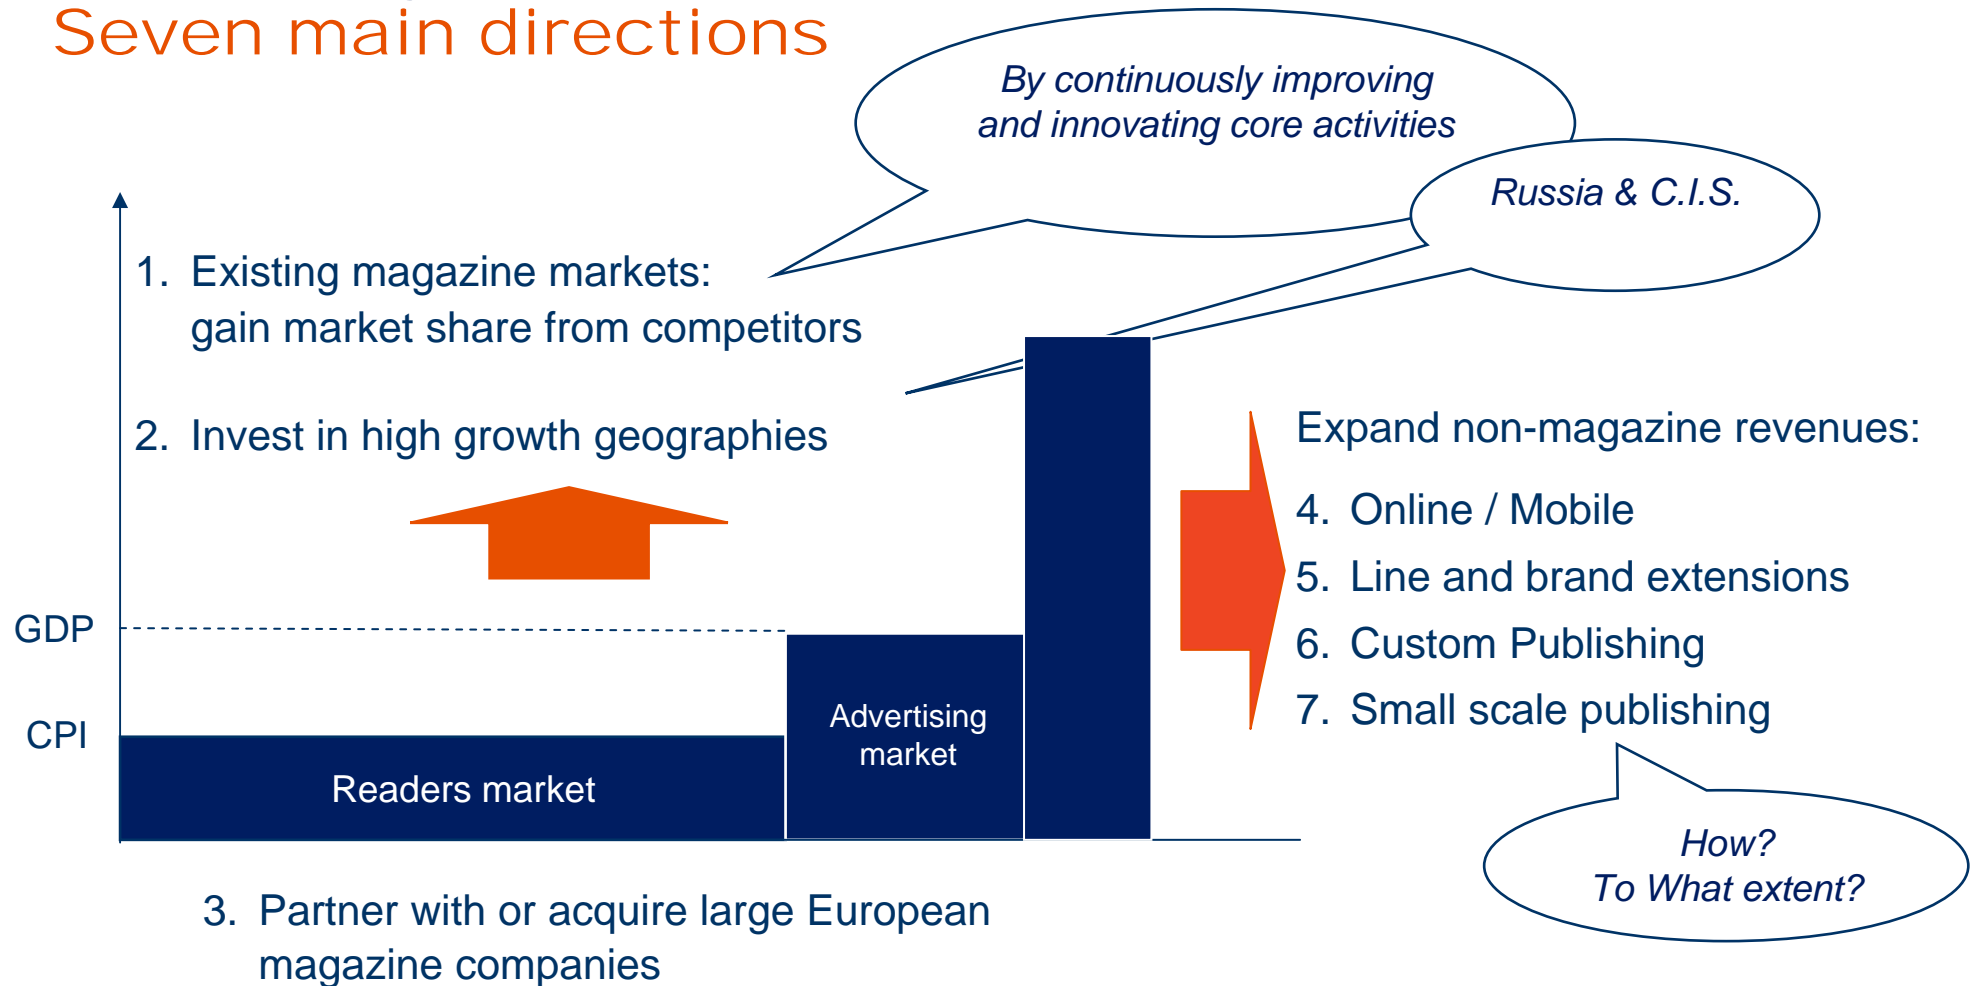 Seven main directions
By continuously improving
and innovating core activities
Russia & C.I.S.
1. Existing magazine markets:
gain market share from competitors
2. Invest in high growth geographies
Expand non-magazine revenues:
4. Online / Mobile
5. Line and brand extensions
6. Custom Publishing
7. Small scale publishing
GDP
CPI
Advertising
market
Readers market
How?
To What extent?
3. Partner with or acquire large European
magazine companies